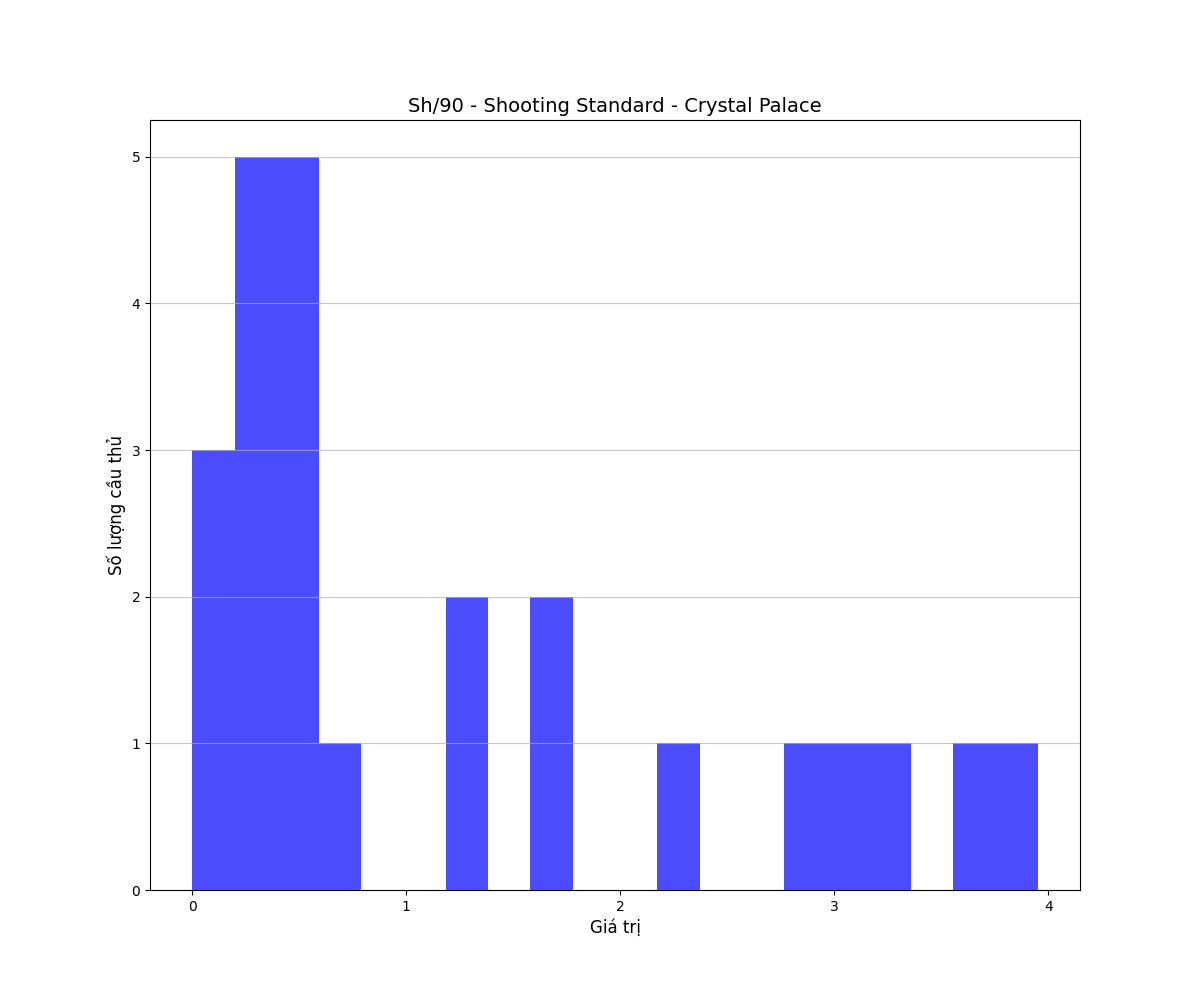 Sh/90 - Shooting Standard - Crystal Palace
5
4
3
2
1
0
Số lượng cầu thủ
0 1 2 3 4
Giá trị